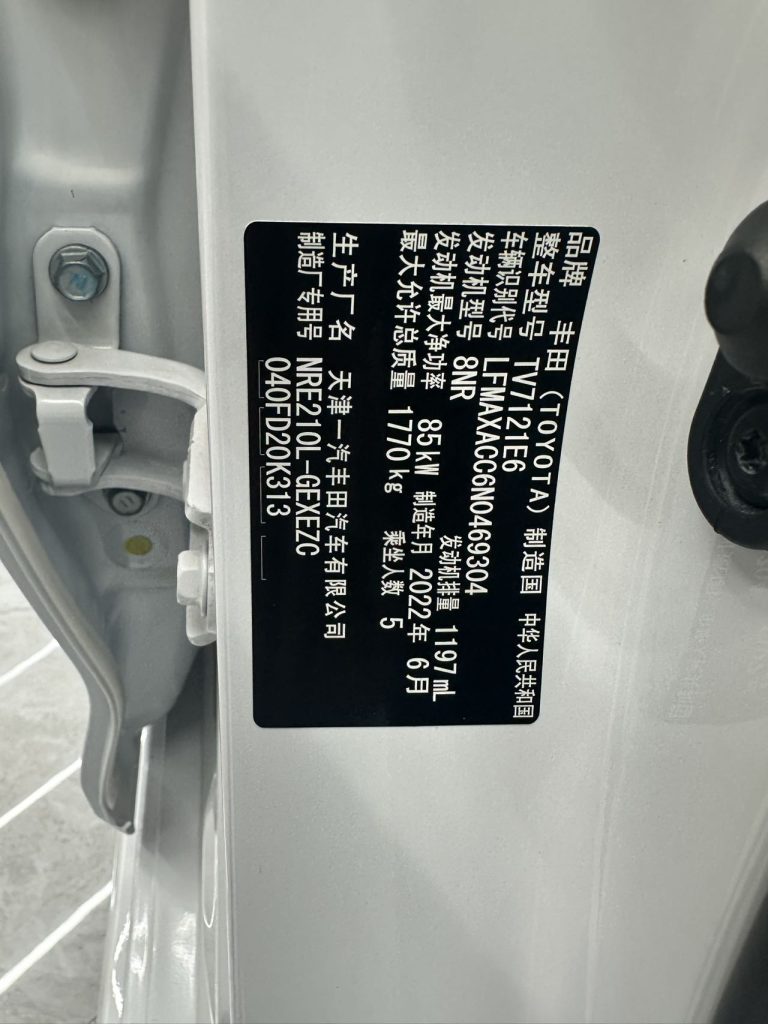 品牌 丰田（TOYOTA）制造国 中华人民共和国
整车型号 TV7121E6
车辆识别代号 LFMAXACC6N0469304
发动机型号 8NR 发动机排量 1197mL
发动机最大净功率 85kW 制造年月 2022年 6月
最大允许总质量 1770kg 乘坐人数 5
生产厂名 天津一汽丰田汽车有限公司
制造厂专用号 NRE210L-GEXEZC
040FD20K313